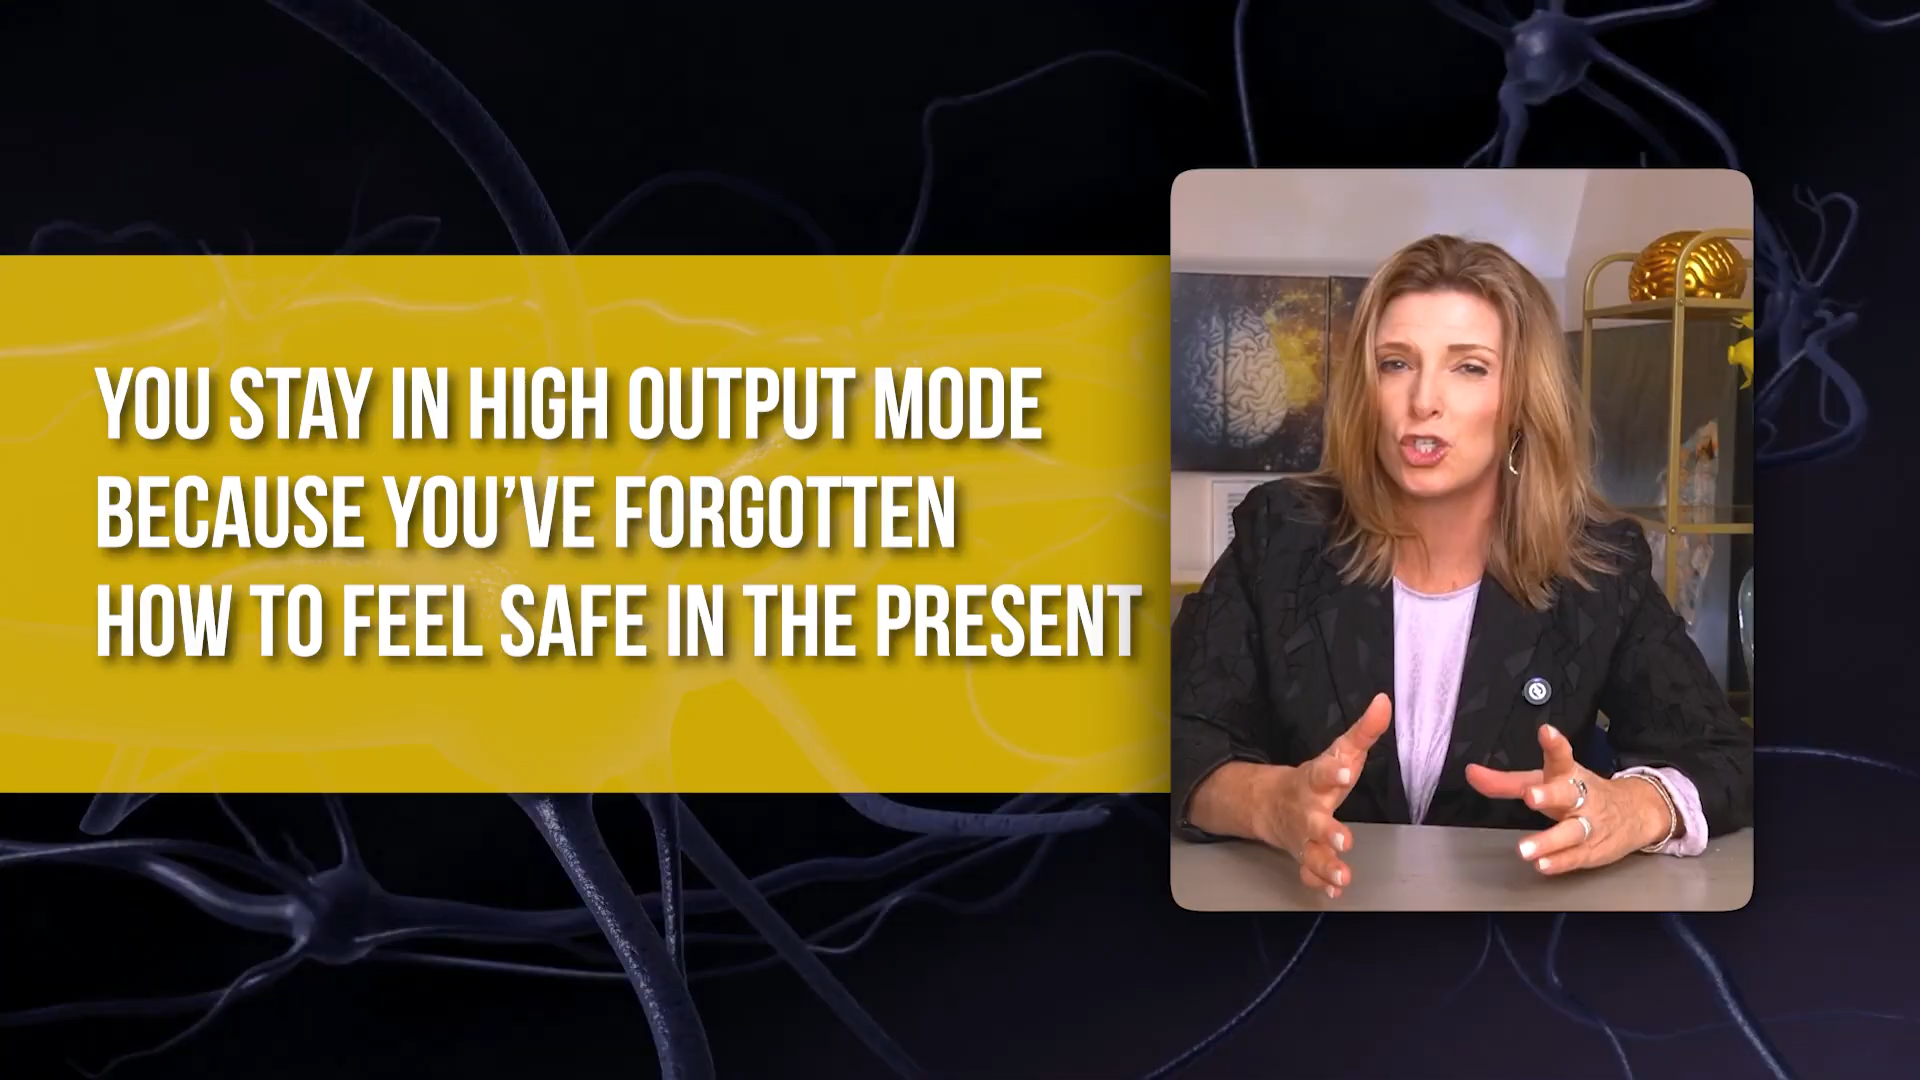 YOU STAY IN HIGH OUTPUT MODE
BECAUSE YOU’VE FORGOTTEN
HOW TO FEEL SAFE IN THE PRESENT